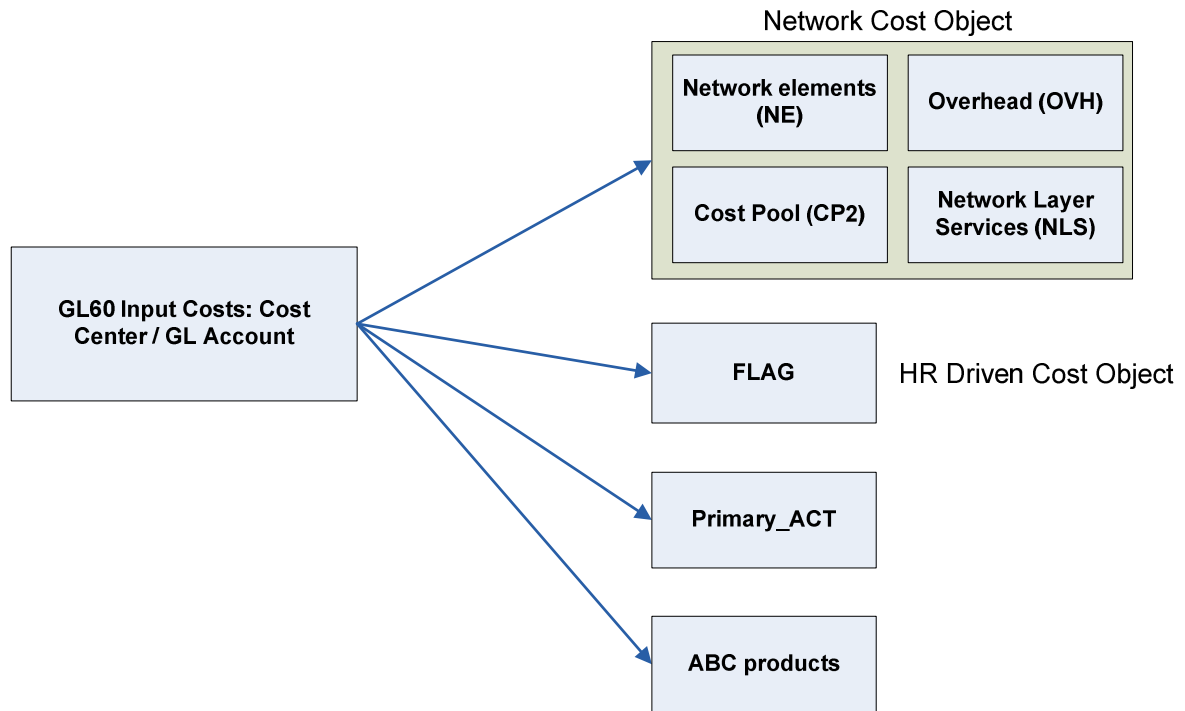 Network Cost Object
Network elements
(NE)
Overhead (OVH)
Cost Pool (CP2)
Network Layer
Services (NLS)
GL60 Input Costs: Cost
Center / GL Account
FLAG
HR Driven Cost Object
Primary_ACT
ABC products